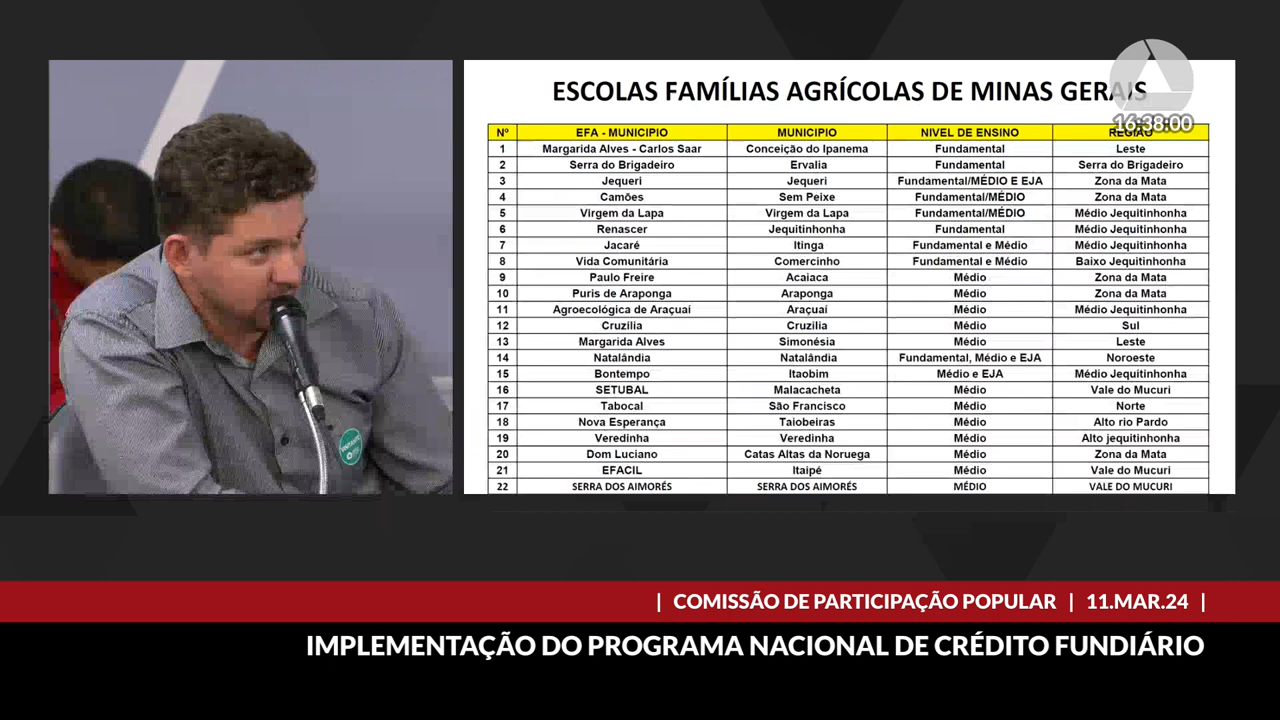 ESCOLAS FAMÍLIAS AGRÍCOLAS DE MINAS GERAIS
16:38:00
Nº EFA - MUNICIPIO MUNICIPIO NIVEL DE ENSINO REGIÃO
1 Margarida Alves - Carlos Saar Conceição do Ipanema Fundamental Leste
2 Serra do Brigadeiro Ervalia Fundamental Serra do Brigadeiro
3 Jequeri Jequeri Fundamental/MÉDIO E EJA Zona da Mata
4 Camões Sem Peixe Fundamental/MÉDIO Zona da Mata
5 Virgem da Lapa Virgem da Lapa Fundamental/MÉDIO Médio Jequitinhonha
6 Renascer Jequitinhonha Fundamental Médio Jequitinhonha
7 Jacaré Itinga Fundamental e Médio Médio Jequitinhonha
8 Vida Comunitária Comercinho Fundamental e Médio Baixo Jequitinhonha
9 Paulo Freire Acaiaca Médio Zona da Mata
10 Puris de Araponga Araponga Médio Zona da Mata
11 Agroecológica de Araçuaí Araçuaí Médio Médio Jequitinhonha
12 Cruzília Cruzilia Médio Sul
13 Margarida Alves Simonésia Médio Leste
14 Natalândia Natalândia Fundamental, Médio e EJA Noroeste
15 Bontempo Itaobim Médio e EJA Médio Jequitinhonha
16 SETUBAL Malacacheta Médio Vale do Mucuri
17 Tabocal São Francisco Médio Norte
18 Nova Esperança Taiobeiras Médio Alto rio Pardo
19 Veredinha Veredinha Médio Alto jequitinhonha
20 Dom Luciano Catas Altas da Noruega Médio Zona da Mata
21 EFACIL Itaipé Médio Vale do Mucuri
22 SERRA DOS AIMORÉS SERRA DOS AIMORÉS MÉDIO VALE DO MUCURI
| COMISSÃO DE PARTICIPAÇÃO POPULAR | 11.MAR.24 |
IMPLEMENTAÇÃO DO PROGRAMA NACIONAL DE CRÉDITO FUNDIÁRIO